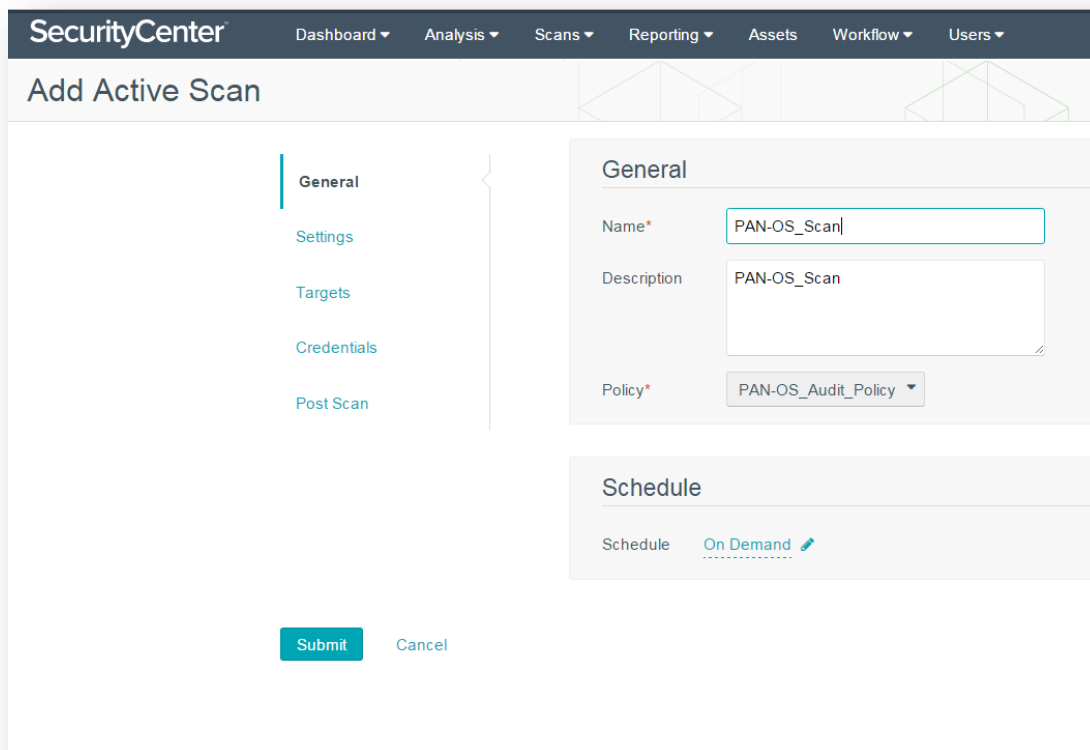 SecurityCenter™ Dashboard Analysis Scans Reporting Assets Workflow Users
Add Active Scan
General
Settings
Targets
Credentials
Post Scan
General
Name* PAN-OS_Scan
Description PAN-OS_Scan
Policy* PAN-OS_Audit_Policy
Schedule
Schedule On Demand
Submit Cancel